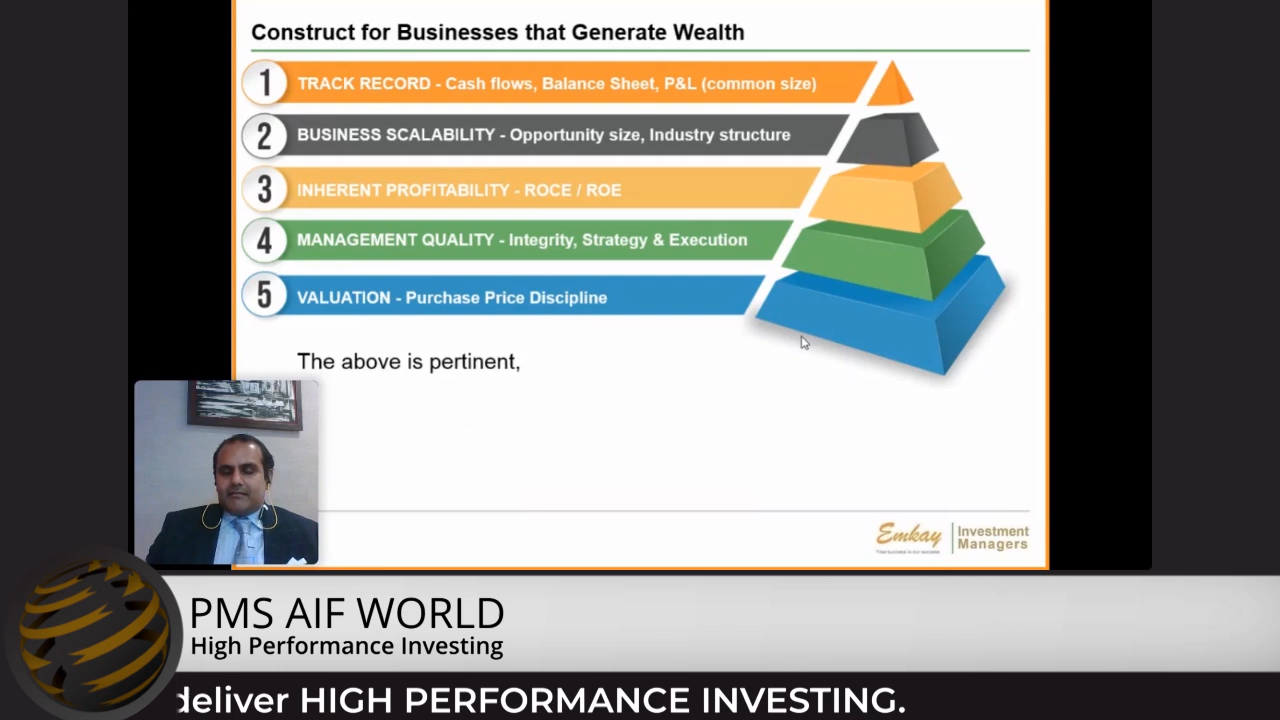 Construct for Businesses that Generate Wealth
1 TRACK RECORD - Cash flows, Balance Sheet, P&L (common size)
2 BUSINESS SCALABILITY - Opportunity size, Industry structure
3 INHERENT PROFITABILITY - ROCE / ROE
4 MANAGEMENT QUALITY - Integrity, Strategy & Execution
5 VALUATION - Purchase Price Discipline
The above is pertinent,
Emkay
Investment
Managers
PMS AIF WORLD
High Performance Investing
deliver HIGH PERFORMANCE INVESTING.